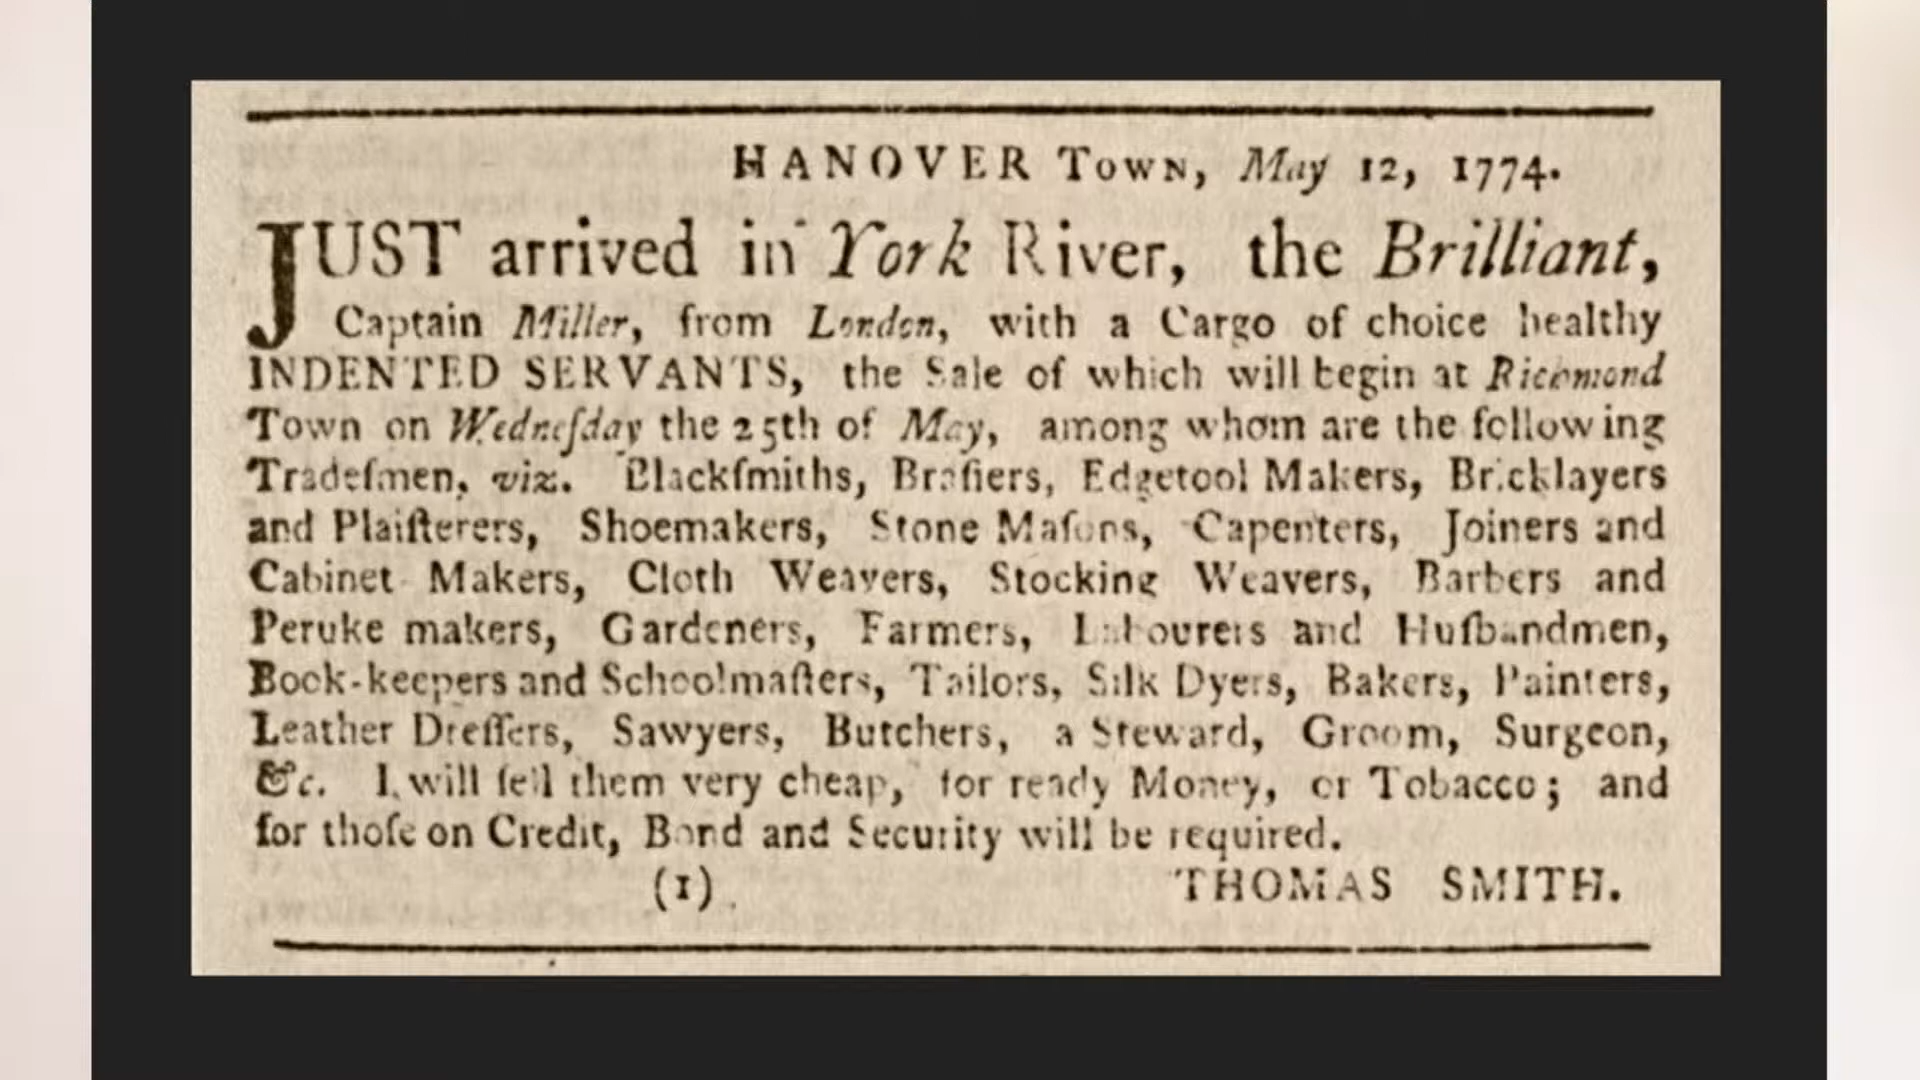 HANOVER TOWN, May 12, 1774.
JUST arrived in York River, the Brilliant,
Captain Miller, from London, with a Cargo of choice healthy
INDENTED SERVANTS, the Sale of which will begin at Richmond
Town on Wedneſday the 25th of May, among whom are the following
Tradeſmen, viz. Blackſmiths, Braſiers, Edgetool Makers, Bricklayers
and Plaiſterers, Shoemakers, Stone Maſons, Capenters, Joiners and
Cabinet Makers, Cloth Weavers, Stocking Weavers, Barbers and
Peruke makers, Gardeners, Farmers, Labourers and Huſbandmen,
Book-keepers and Schoolmaſters, Tailors, Silk Dyers, Bakers, Painters,
Leather Dreſſers, Sawyers, Butchers, a Steward, Groom, Surgeon,
&c. I will ſell them very cheap, for ready Money, or Tobacco; and
for thoſe on Credit, Bond and Security will be required.
(1) THOMAS SMITH.